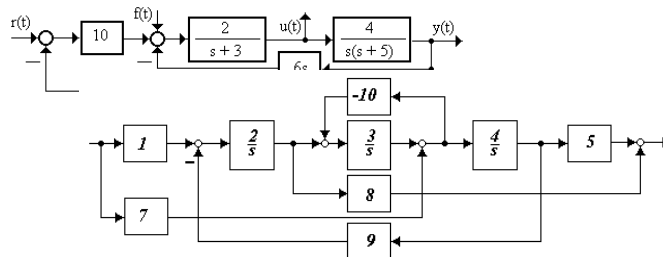 r(t) 10 f(t) 2 u(t) 4 y(t)
s + 3 s(s + 5)
6s
-10
1 2 3 4 5
s s s
7 8
9